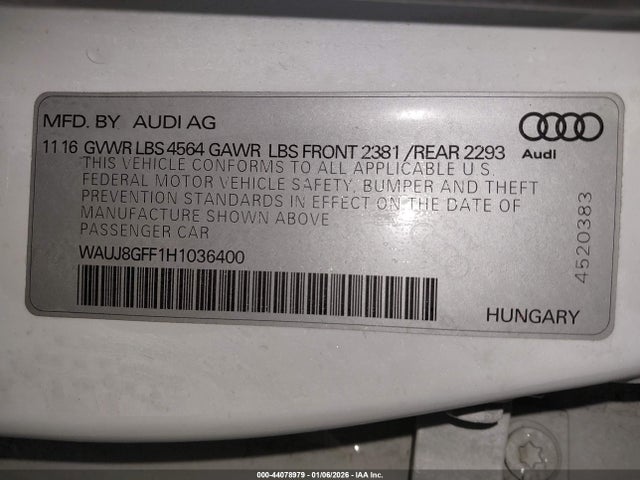 MFD. BY AUDI AG
11 16 GVWR LBS 4564 GAWR LBS FRONT 2381 /REAR 2293
THIS VEHICLE CONFORMS TO ALL APPLICABLE U.S.
FEDERAL MOTOR VEHICLE SAFETY, BUMPER AND THEFT
PREVENTION STANDARDS IN EFFECT ON THE DATE OF
MANUFACTURE SHOWN ABOVE
PASSENGER CAR
WAUJ8GFF1H1036400
Audi
4520383
HUNGARY
000-44078979 - 01/06/2026 - IAA Inc.